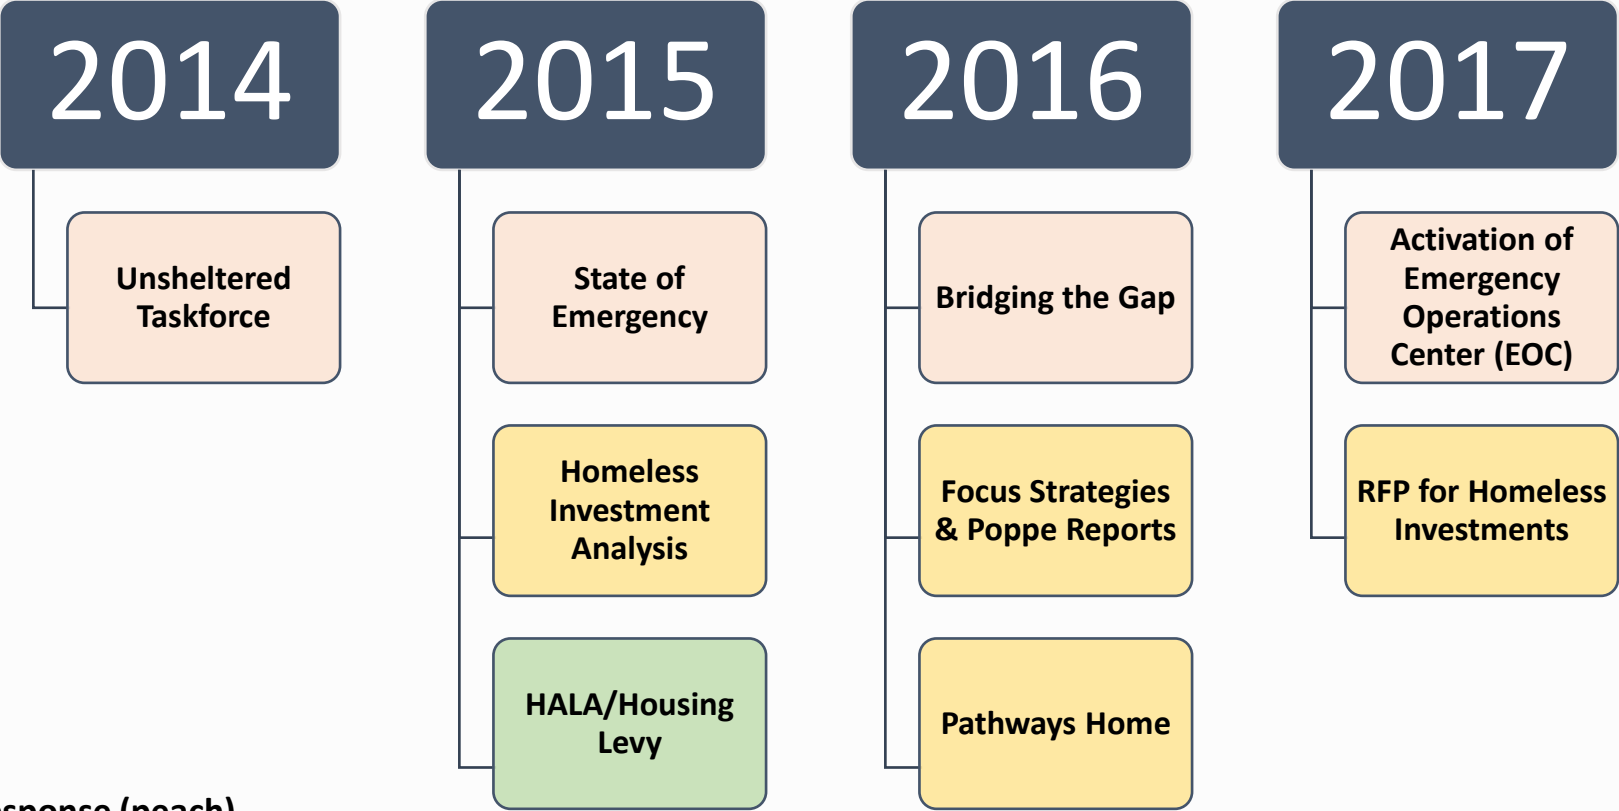 2014
2015
2016
2017
Unsheltered
Taskforce
State of
Emergency
Bridging the Gap
Activation of
Emergency
Operations
Center (EOC)
Homeless
Investment
Analysis
Focus Strategies
& Poppe Reports
RFP for Homeless
Investments
HALA/Housing
Levy
Pathways Home
(peach)